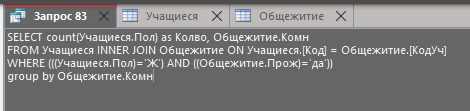 Запрос 83 Учащиеся Общежитие
SELECT count(Учащиеся.Пол) as Колво, Общежитие.Комн
FROM Учащиеся INNER JOIN Общежитие ON Учащиеся.[Код] = Общежитие.[КодУч]
WHERE (((Учащиеся.Пол)='Ж') AND ((Общежитие.Прож)='да'))
group by Общежитие.Комн